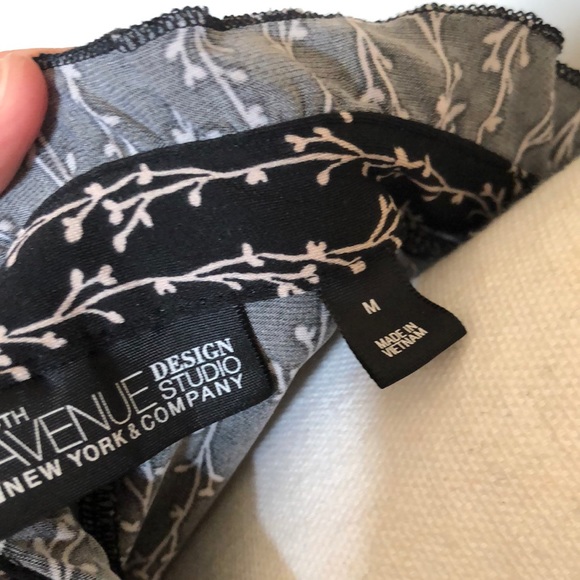 TH
AVENUE DESIGN STUDIO
NEW YORK & COMPANY
M
MADE IN
VIETNAM